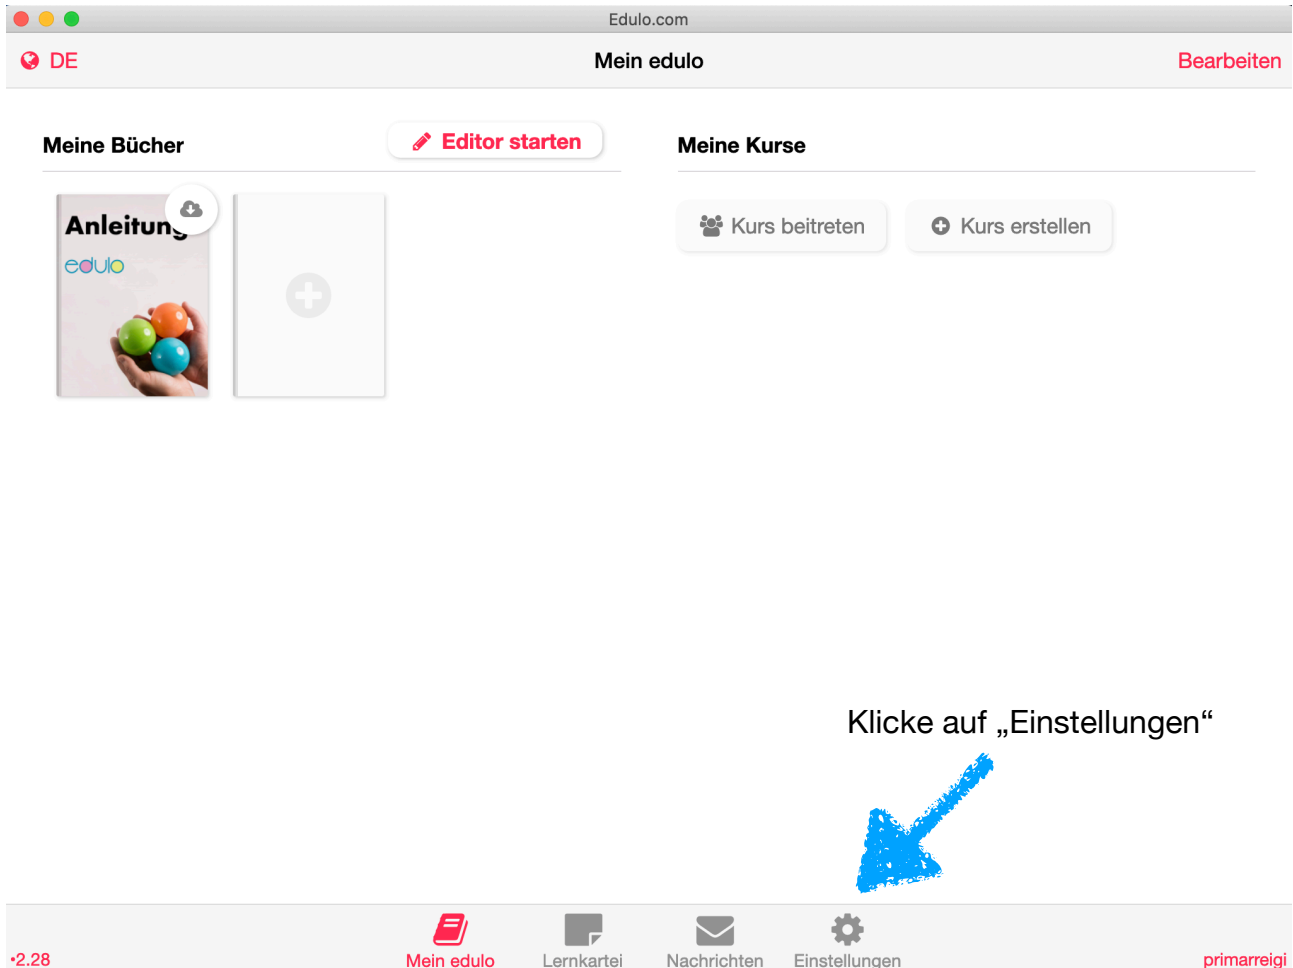 Edulo.com
DE
Mein edulo
Bearbeiten
Meine Bücher
Editor starten
Meine Kurse
Anleitung
edulo
Kurs beitreten
Kurs erstellen
Klicke auf „Einstellungen“
•2.28
Mein edulo
Lernkartei
Nachrichten
Einstellungen
primarreigi